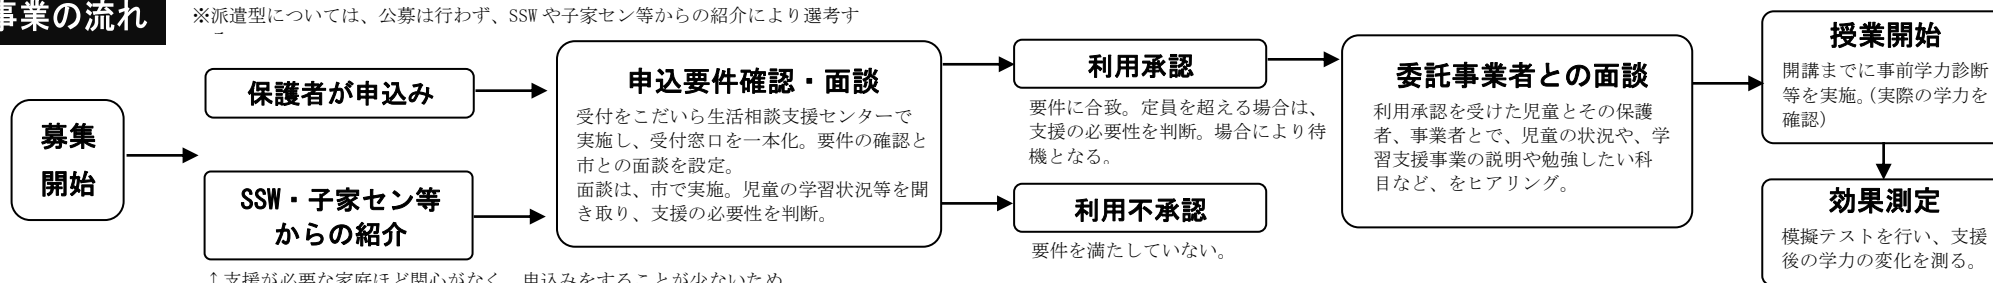 事業の流れ
※派遣型については、公募は行わず、SSW や子家セン等からの紹介により選考す
募集
開始
保護者が申込み
SSW・子家セン等
からの紹介
↑支援が必要な家庭ほど関心がなく、申込みをすることが少ないため
申込要件確認・面談
受付をこだいら生活相談支援センターで
実施し、受付窓口を一本化。要件の確認と
市との面談を設定。
面談は、市で実施。児童の学習状況等を聞
き取り、支援の必要性を判断。
利用承認
要件に合致。定員を超える場合は、
支援の必要性を判断。場合により待
機となる。
利用不承認
要件を満たしていない。
委託事業者との面談
利用承認を受けた児童とその保護
者、事業者とで、児童の状況や、学
習支援事業の説明や勉強したい科
目など、をヒアリング。
授業開始
開講までに事前学力診断
等を実施。(実際の学力を
確認)
効果測定
模擬テストを行い、支援
後の学力の変化を測る。